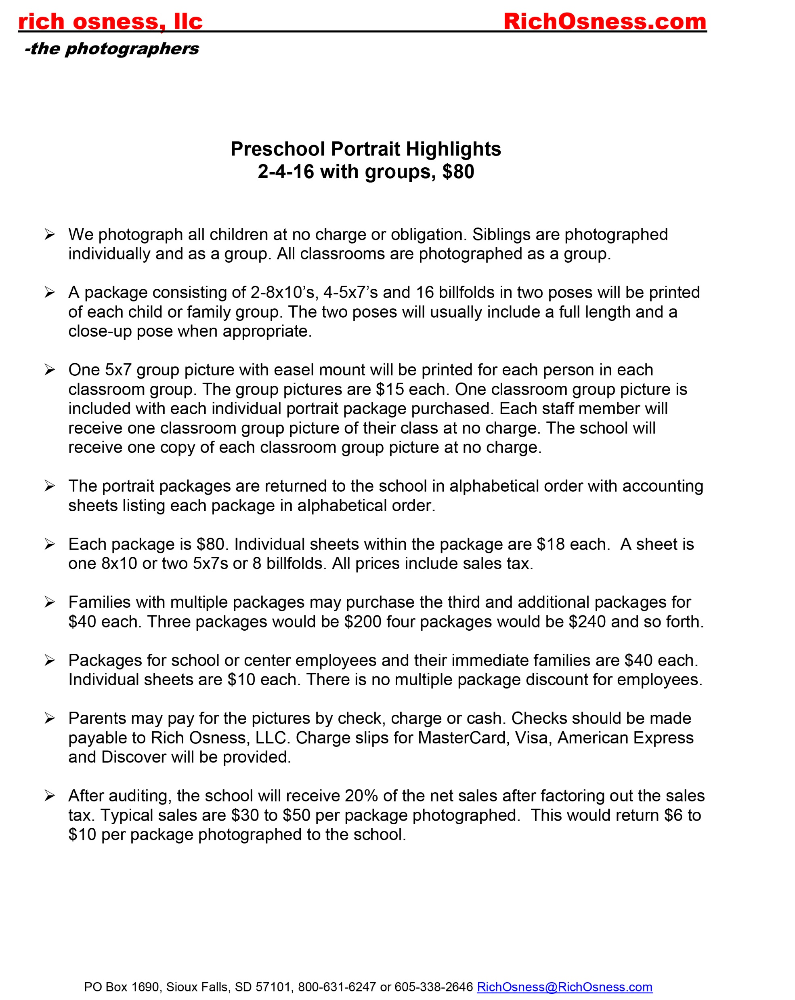 rich osness, llc RichOsness.com
-the photographers
Preschool Portrait Highlights
2-4-16 with groups, $80
➢ We photograph all children at no charge or obligation. Siblings are photographed
individually and as a group. All classrooms are photographed as a group.
➢ A package consisting of 2-8x10’s, 4-5x7’s and 16 billfolds in two poses will be printed
of each child or family group. The two poses will usually include a full length and a
close-up pose when appropriate.
➢ One 5x7 group picture with easel mount will be printed for each person in each
classroom group. The group pictures are $15 each. One classroom group picture is
included with each individual portrait package purchased. Each staff member will
receive one classroom group picture of their class at no charge. The school will
receive one copy of each classroom group picture at no charge.
➢ The portrait packages are returned to the school in alphabetical order with accounting
sheets listing each package in alphabetical order.
➢ Each package is $80. Individual sheets within the package are $18 each.  A sheet is
one 8x10 or two 5x7s or 8 billfolds. All prices include sales tax.
➢ Families with multiple packages may purchase the third and additional packages for
$40 each. Three packages would be $200 four packages would be $240 and so forth.
➢ Packages for school or center employees and their immediate families are $40 each.
Individual sheets are $10 each. There is no multiple package discount for employees.
➢ Parents may pay for the pictures by check, charge or cash. Checks should be made
payable to Rich Osness, LLC. Charge slips for MasterCard, Visa, American Express
and Discover will be provided.
➢ After auditing, the school will receive 20% of the net sales after factoring out the sales
tax. Typical sales are $30 to $50 per package photographed.  This would return $6 to
$10 per package photographed to the school.
PO Box 1690, Sioux Falls, SD 57101, 800-631-6247 or 605-338-2646 RichOsness@RichOsness.com